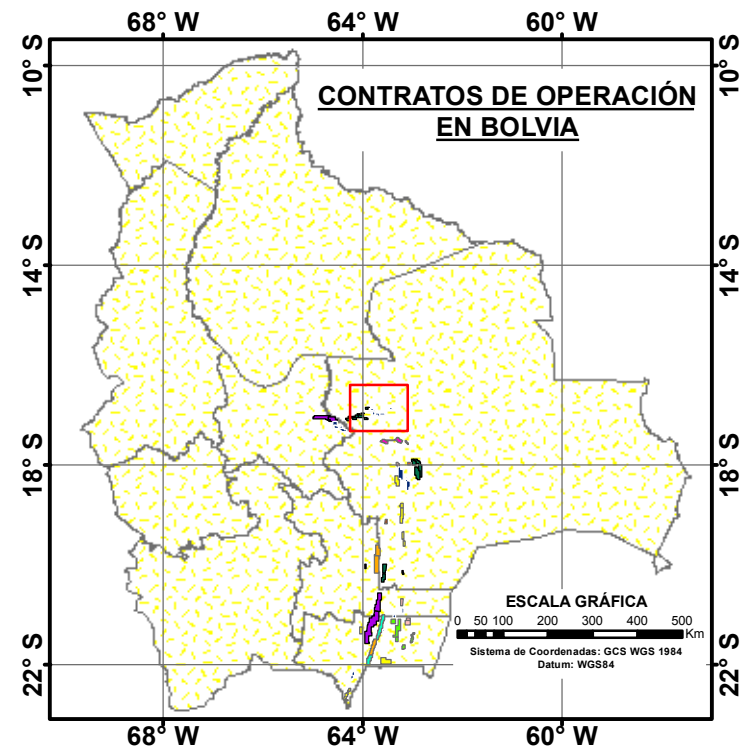 68° W 64° W 60° W
10° S 10° S
CONTRATOS DE OPERACIÓN
EN BOLVIA
14° S 14° S
18° S 18° S
ESCALA GRÁFICA
0 50 100 200 300 400 500
Km
Sistema de Coordenadas: GCS WGS 1984
Datum: WGS84
22° S 22° S
68° W 64° W 60° W